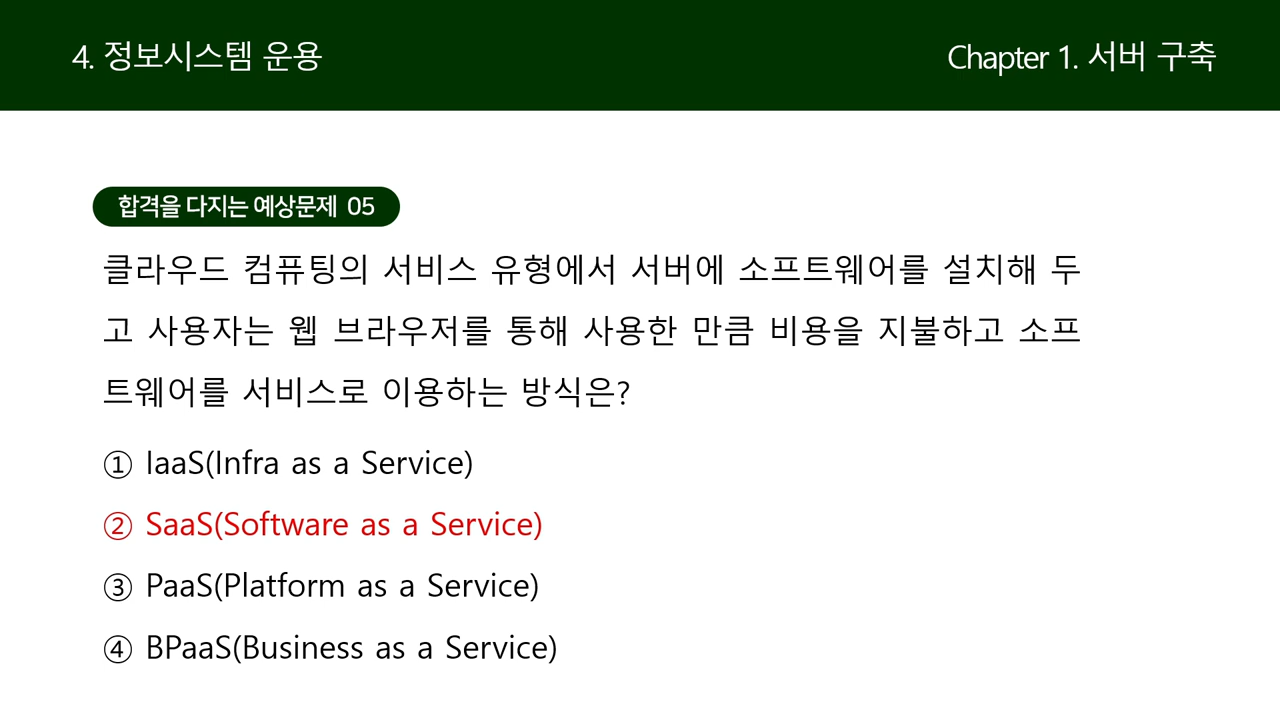 4. 정보시스템 운용
Chapter 1. 서버 구축
합격을 다지는 예상문제 05
클라우드 컴퓨팅의 서비스 유형에서 서버에 소프트웨어를 설치해 두
고 사용자는 웹 브라우저를 통해 사용한 만큼 비용을 지불하고 소프
트웨어를 서비스로 이용하는 방식은?
① IaaS(Infra as a Service)
② SaaS(Software as a Service)
③ PaaS(Platform as a Service)
④ BPaaS(Business as a Service)